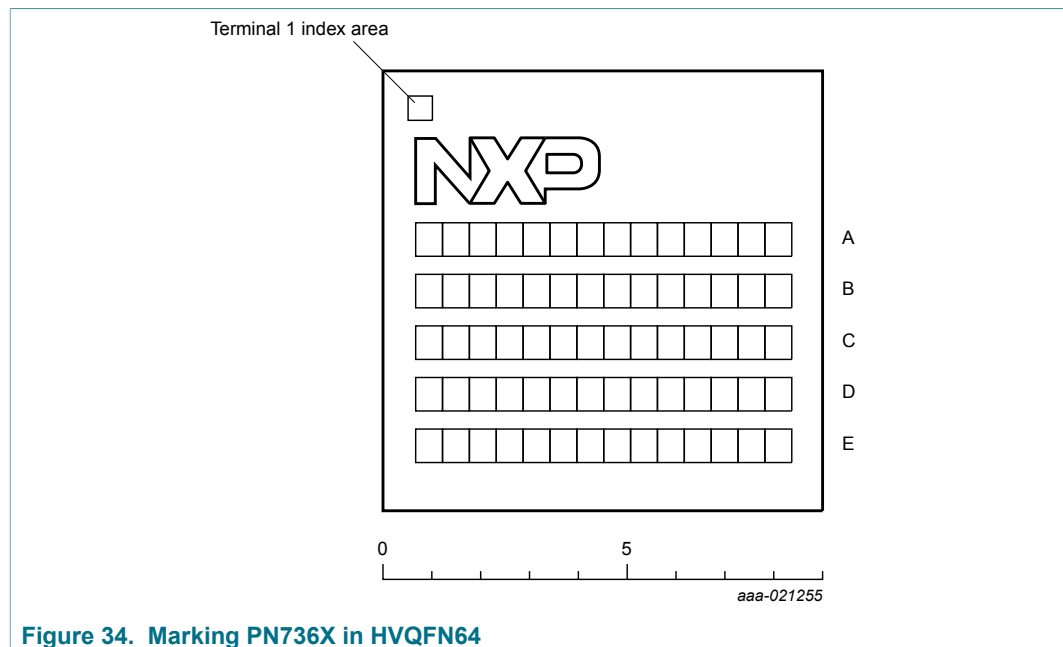 Terminal 1 index area
NXP
A
B
C
D
E
0 5
aaa-021255
Figure 34. Marking PN736X in HVQFN64